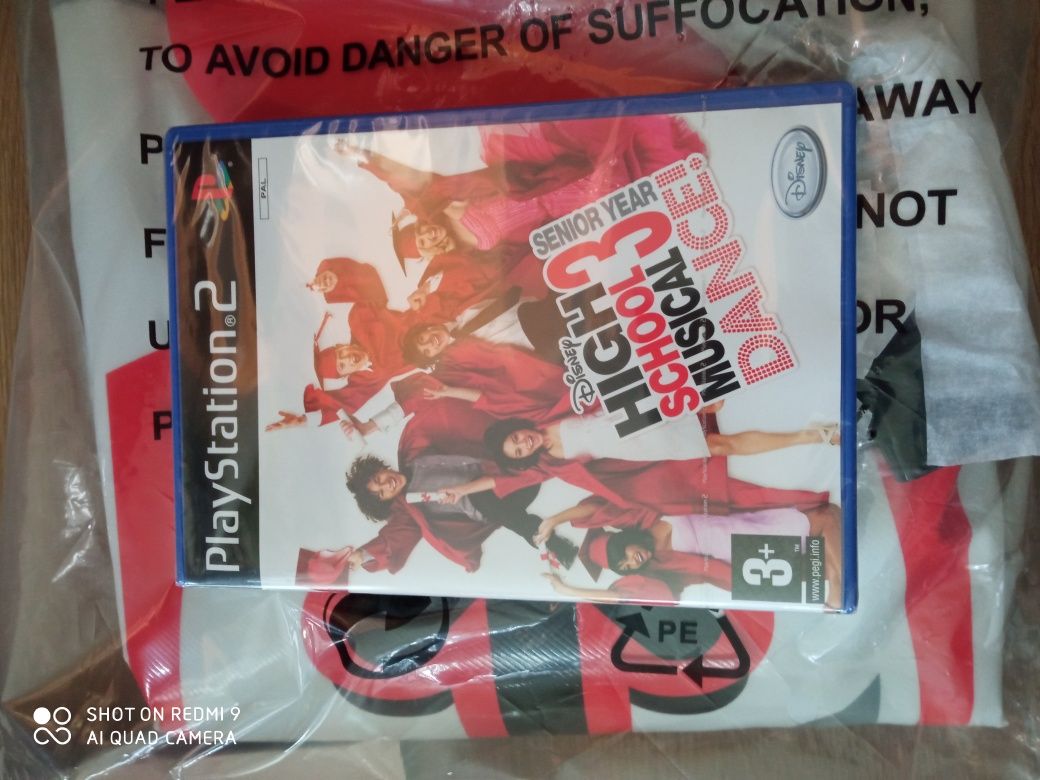 TO AVOID DANGER OF SUFFOCATION,
AWAY
NOT
OR
PlayStation®2
PAL
Disney
SENIOR YEAR
Disney
HIGH
SCHOOL
MUSICAL
3
DANCE!
3+
™
www.pegi.info
PE
SHOT ON REDMI 9
AI QUAD CAMERA